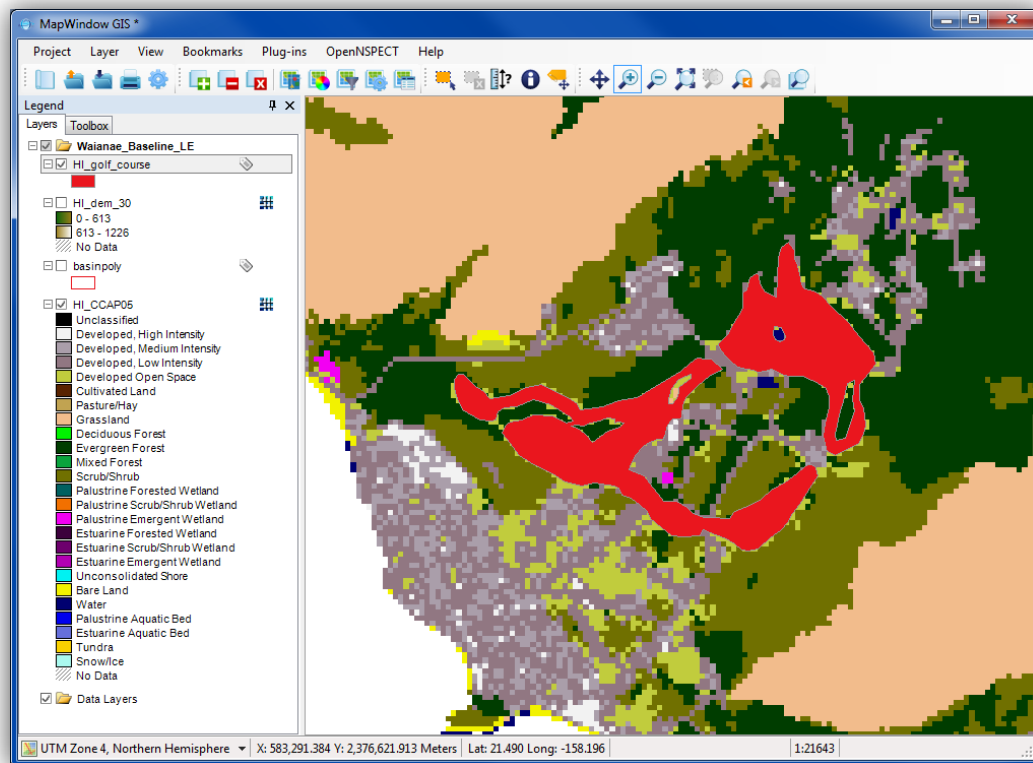 MapWindow GIS *
Project Layer View Bookmarks Plug-ins OpenNSPECT Help
Legend
Layers Toolbox
Waianae_Baseline_LE
HI_golf_course
HI_dem_30
0 - 613
613 - 1226
No Data
basinpoly
HI_CCAP05
Unclassified
Developed, High Intensity
Developed, Medium Intensity
Developed, Low Intensity
Developed Open Space
Cultivated Land
Pasture/Hay
Grassland
Deciduous Forest
Evergreen Forest
Mixed Forest
Scrub/Shrub
Palustrine Forested Wetland
Palustrine Scrub/Shrub Wetland
Palustrine Emergent Wetland
Estuarine Forested Wetland
Estuarine Scrub/Shrub Wetland
Estuarine Emergent Wetland
Unconsolidated Shore
Bare Land
Water
Palustrine Aquatic Bed
Estuarine Aquatic Bed
Tundra
Snow/Ice
No Data
Data Layers
UTM Zone 4, Northern Hemisphere X: 583,291.384 Y: 2,376,621.913 Meters Lat: 21.490 Long: -158.196 1:21643